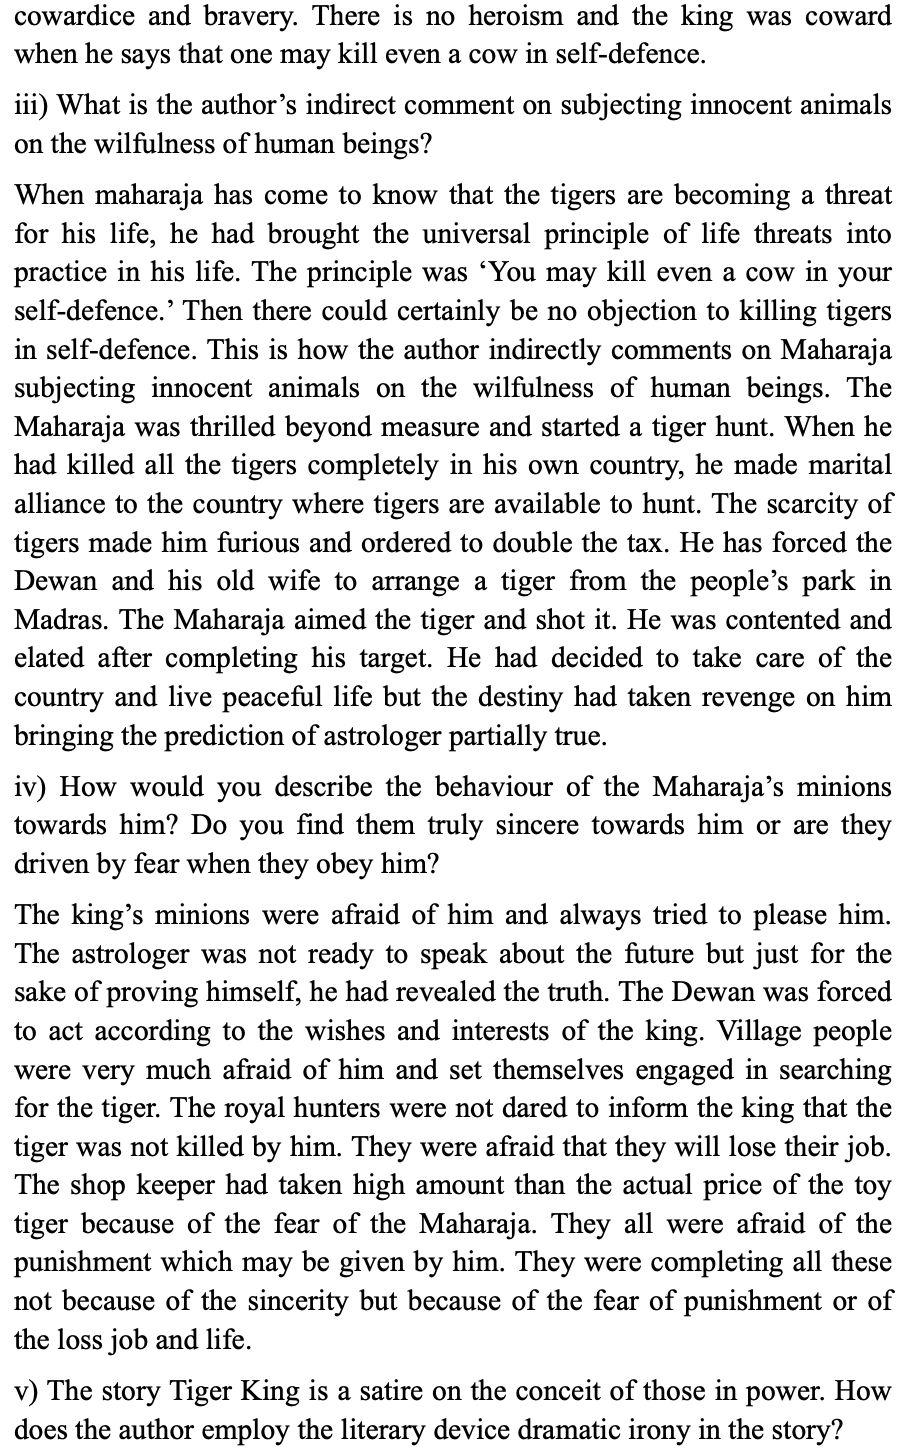 cowardice and bravery. There is no heroism and the king was coward
when he says that one may kill even a cow in self-defence.
iii) What is the author’s indirect comment on subjecting innocent animals
on the wilfulness of human beings?
When maharaja has come to know that the tigers are becoming a threat
for his life, he had brought the universal principle of life threats into
practice in his life. The principle was ‘You may kill even a cow in your
self-defence.’ Then there could certainly be no objection to killing tigers
in self-defence. This is how the author indirectly comments on Maharaja
subjecting innocent animals on the wilfulness of human beings. The
Maharaja was thrilled beyond measure and started a tiger hunt. When he
had killed all the tigers completely in his own country, he made marital
alliance to the country where tigers are available to hunt. The scarcity of
tigers made him furious and ordered to double the tax. He has forced the
Dewan and his old wife to arrange a tiger from the people’s park in
Madras. The Maharaja aimed the tiger and shot it. He was contented and
elated after completing his target. He had decided to take care of the
country and live peaceful life but the destiny had taken revenge on him
bringing the prediction of astrologer partially true.
iv) How would you describe the behaviour of the Maharaja’s minions
towards him? Do you find them truly sincere towards him or are they
driven by fear when they obey him?
The king’s minions were afraid of him and always tried to please him.
The astrologer was not ready to speak about the future but just for the
sake of proving himself, he had revealed the truth. The Dewan was forced
to act according to the wishes and interests of the king. Village people
were very much afraid of him and set themselves engaged in searching
for the tiger. The royal hunters were not dared to inform the king that the
tiger was not killed by him. They were afraid that they will lose their job.
The shop keeper had taken high amount than the actual price of the toy
tiger because of the fear of the Maharaja. They all were afraid of the
punishment which may be given by him. They were completing all these
not because of the sincerity but because of the fear of punishment or of
the loss job and life.
v) The story Tiger King is a satire on the conceit of those in power. How
does the author employ the literary device dramatic irony in the story?